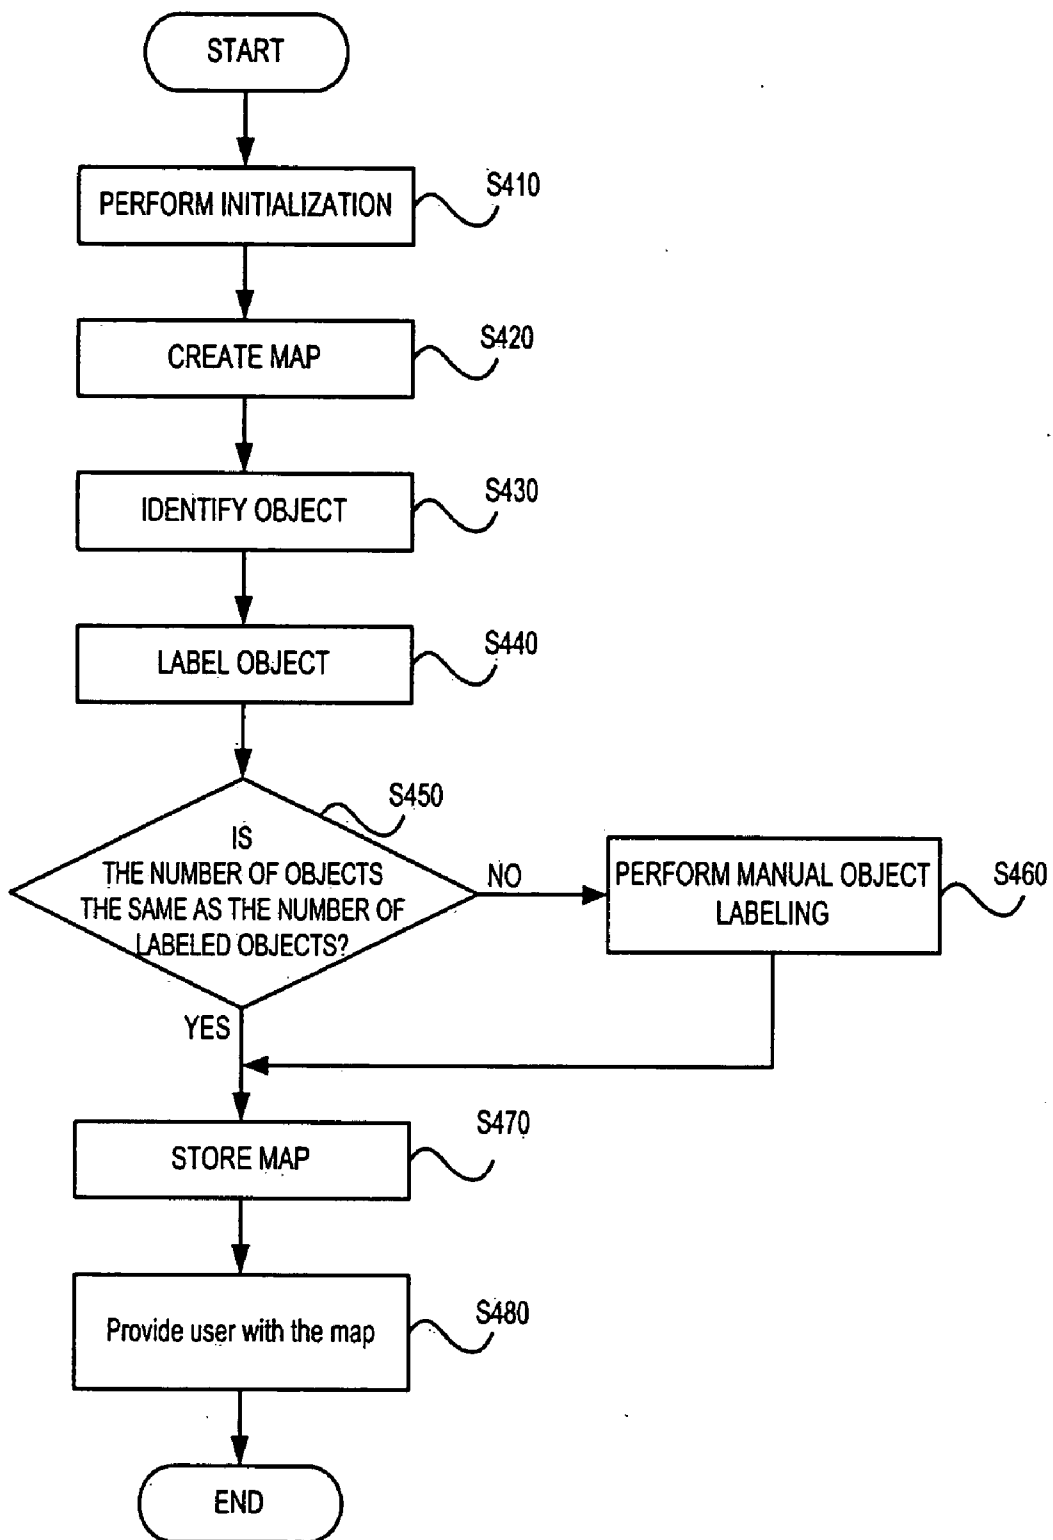 START
PERFORM INITIALIZATION
S410
CREATE MAP
S420
IDENTIFY OBJECT
S430
LABEL OBJECT
S440
S450
IS
THE NUMBER OF OBJECTS
THE SAME AS THE NUMBER OF
LABELED OBJECTS?
NO
PERFORM MANUAL OBJECT
LABELING
S460
YES
STORE MAP
S470
Provide user with the map
S480
END